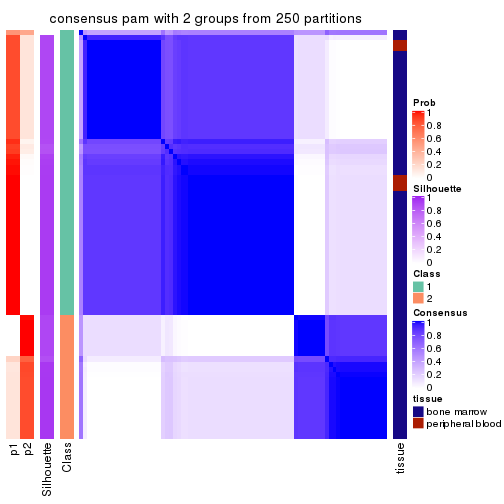 consensus pam with 2 groups from 250 partitions
Prob
1
0.8
0.6
0.4
0.2
0
Silhouette
1
0.8
0.6
0.4
0.2
0
Class
1
2
Consensus
1
0.8
0.6
0.4
0.2
0
tissue
bone marrow
peripheral blood
p1
p2
Silhouette
Class
tissue